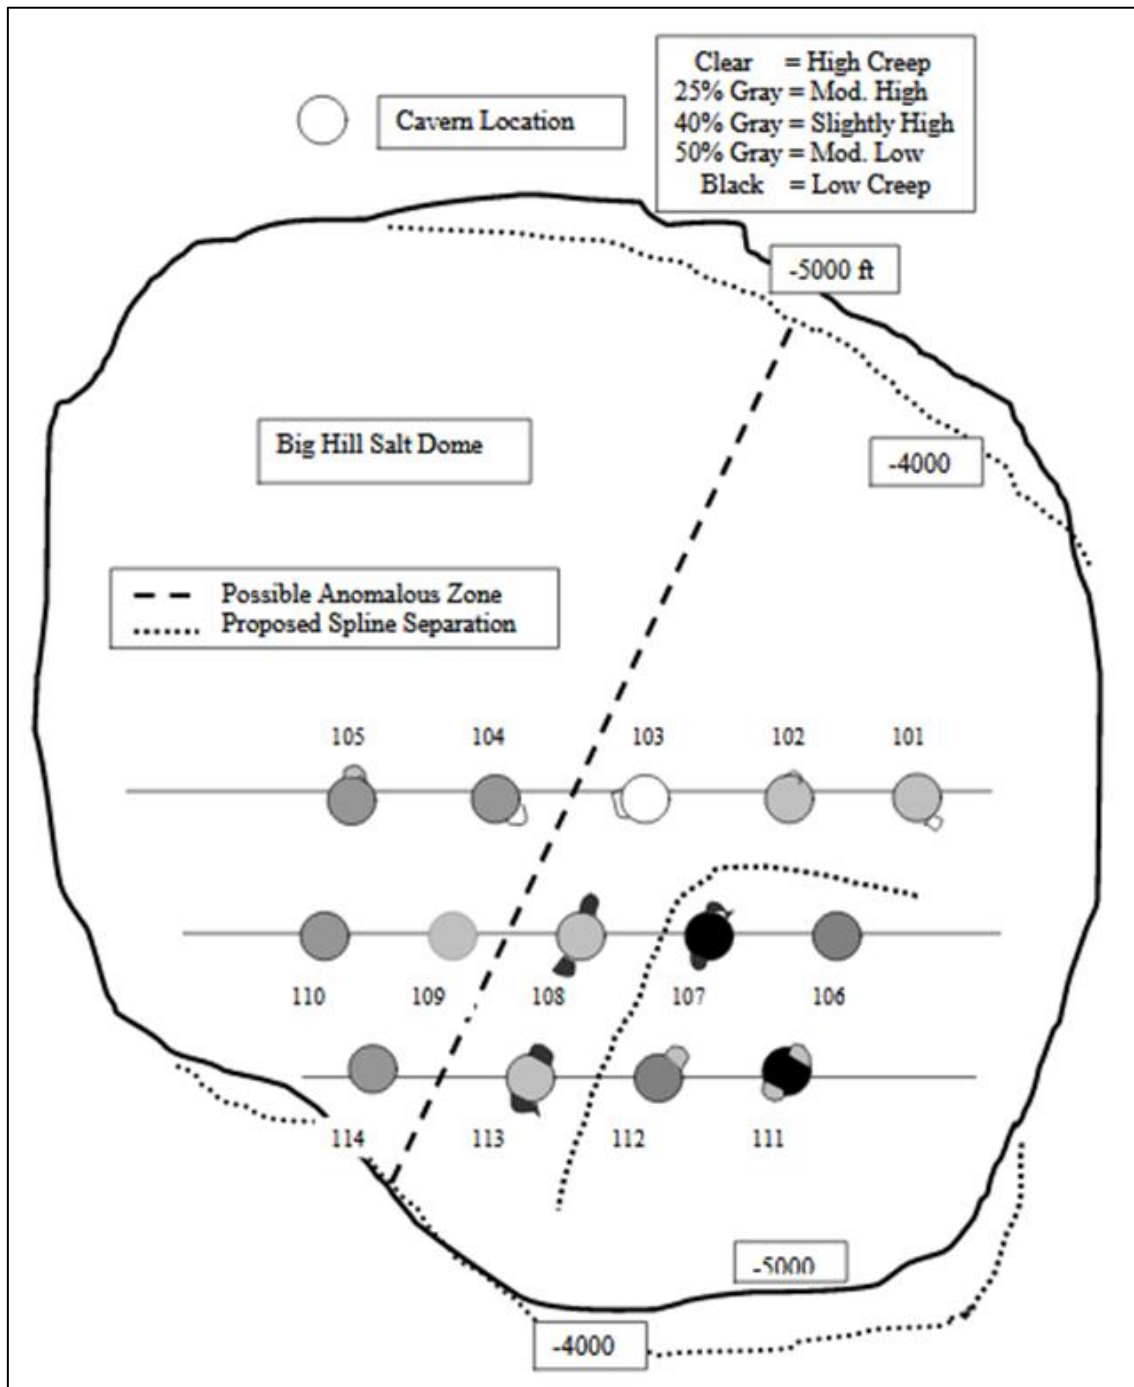 Clear = High Creep
25% Gray = Mod. High
Cavern Location
40% Gray = Slightly High
50% Gray = Mod. Low
Black = Low Creep
-5000 ft
Big Hill Salt Dome
-4000
Possible Anomalous Zone
Proposed Spline Separation
105 104 103 102 101
110 109 108 107 106
114 113 112 111
-5000
-4000